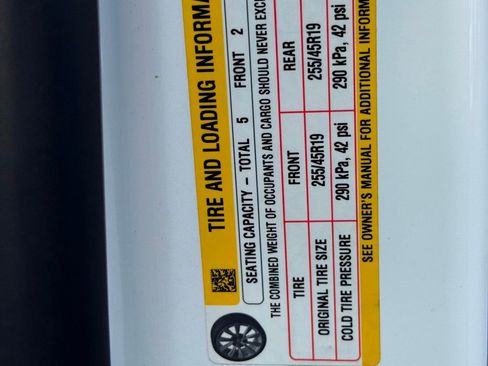 TIRE AND LOADING INFORMA
SEATING CAPACITY – TOTAL 5 FRONT 2
THE COMBINED WEIGHT OF OCCUPANTS AND CARGO SHOULD NEVER EXC
TIRE FRONT REAR
ORIGINAL TIRE SIZE 255/45R19 255/45R19
COLD TIRE PRESSURE 290 kPa, 42 psi 290 kPa, 42 psi
SEE OWNER'S MANUAL FOR ADDITIONAL INFORM